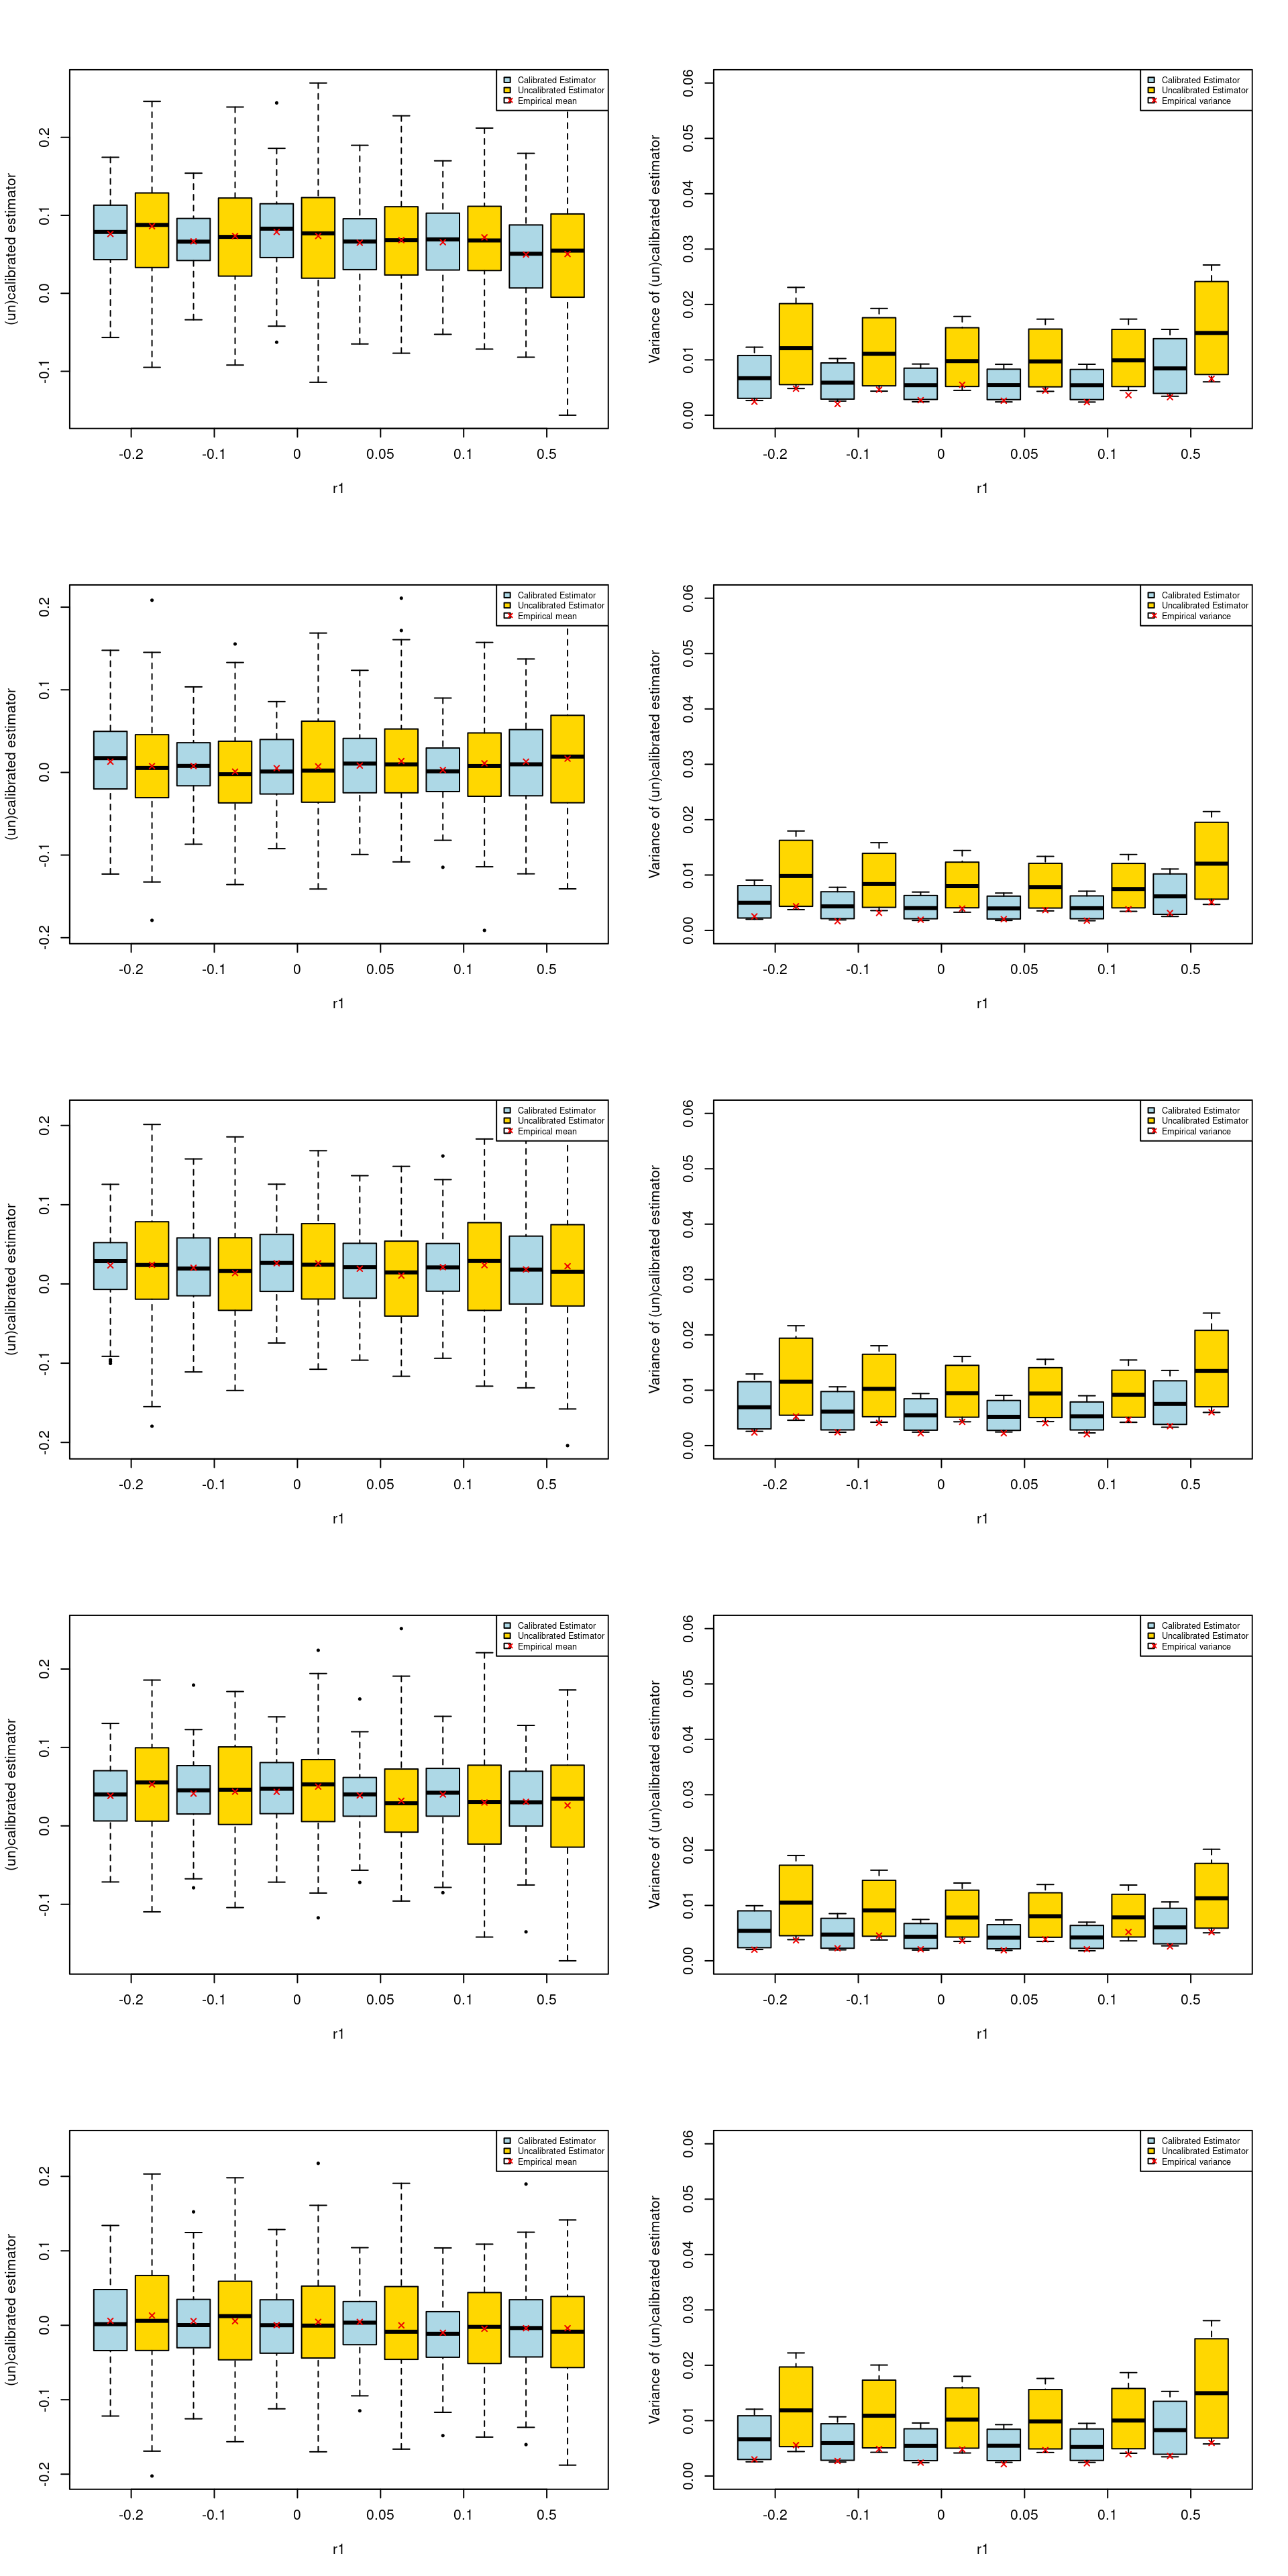 (un)calibrated estimator
0.2
0.1
0.0
-0.1
Calibrated Estimator
Uncalibrated Estimator
Empirical mean
-0.2 -0.1 0 0.05 0.1 0.5
r1
Variance of (un)calibrated estimator
0.06
0.05
0.04
0.03
0.02
0.01
0.00
Calibrated Estimator
Uncalibrated Estimator
Empirical variance
-0.2 -0.1 0 0.05 0.1 0.5
r1
(un)calibrated estimator
0.2
0.1
0.0
-0.1
-0.2
Calibrated Estimator
Uncalibrated Estimator
Empirical mean
-0.2 -0.1 0 0.05 0.1 0.5
r1
Variance of (un)calibrated estimator
0.06
0.05
0.04
0.03
0.02
0.01
0.00
Calibrated Estimator
Uncalibrated Estimator
Empirical variance
-0.2 -0.1 0 0.05 0.1 0.5
r1
(un)calibrated estimator
0.2
0.1
0.0
-0.1
-0.2
Calibrated Estimator
Uncalibrated Estimator
Empirical mean
-0.2 -0.1 0 0.05 0.1 0.5
r1
Variance of (un)calibrated estimator
0.06
0.05
0.04
0.03
0.02
0.01
0.00
Calibrated Estimator
Uncalibrated Estimator
Empirical variance
-0.2 -0.1 0 0.05 0.1 0.5
r1
(un)calibrated estimator
0.2
0.1
0.0
-0.1
Calibrated Estimator
Uncalibrated Estimator
Empirical mean
-0.2 -0.1 0 0.05 0.1 0.5
r1
Variance of (un)calibrated estimator
0.06
0.05
0.04
0.03
0.02
0.01
0.00
Calibrated Estimator
Uncalibrated Estimator
Empirical variance
-0.2 -0.1 0 0.05 0.1 0.5
r1
(un)calibrated estimator
0.2
0.1
0.0
-0.1
-0.2
Calibrated Estimator
Uncalibrated Estimator
Empirical mean
-0.2 -0.1 0 0.05 0.1 0.5
r1
Variance of (un)calibrated estimator
0.06
0.05
0.04
0.03
0.02
0.01
0.00
Calibrated Estimator
Uncalibrated Estimator
Empirical variance
-0.2 -0.1 0 0.05 0.1 0.5
r1